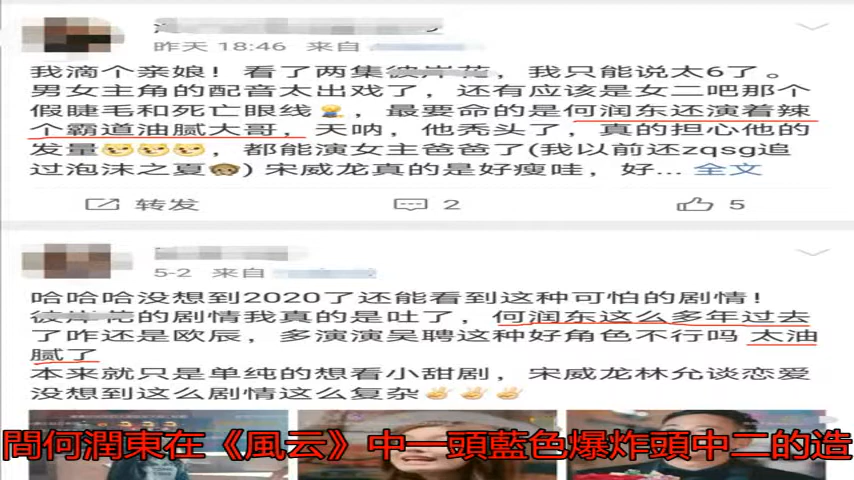 昨天 18:46 来自
我滴个亲娘！看了两集彼岸花，我只能说太6了。
男女主角的配音太出戏了，还有应该是女二吧那个
假睫毛和死亡眼线，最要命的是何润东还演着辣
个霸道油腻大哥，天呐，他秃头了，真的担心他的
发量，都能演女主爸爸了(我以前还zqsg追
过泡沫之夏)宋威龙真的是好瘦哇，好... 全文
转发 2 5
5-2 来自
哈哈哈没想到2020了还能看到这种可怕的剧情！
彼岸花的剧情我真的是吐了，何润东这么多年过去
了咋还是欧辰，多演演吴聘这种好角色不行吗 太油
腻了
本来就只是单纯的想看小甜剧，宋威龙林允谈恋爱
没想到这么剧情这么复杂
間何潤東在《風云》中一頭藍色爆炸頭中二的造